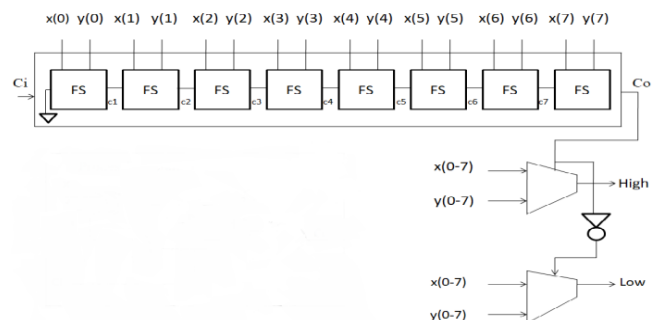 x(0) y(0) x(1) y(1) x(2) y(2) x(3) y(3) x(4) y(4) x(5) y(5) x(6) y(6) x(7) y(7)
Ci FS c1 FS c2 FS c3 FS c4 FS c5 FS c6 FS c7 FS Co
x(0-7)
High
y(0-7)
x(0-7)
Low
y(0-7)